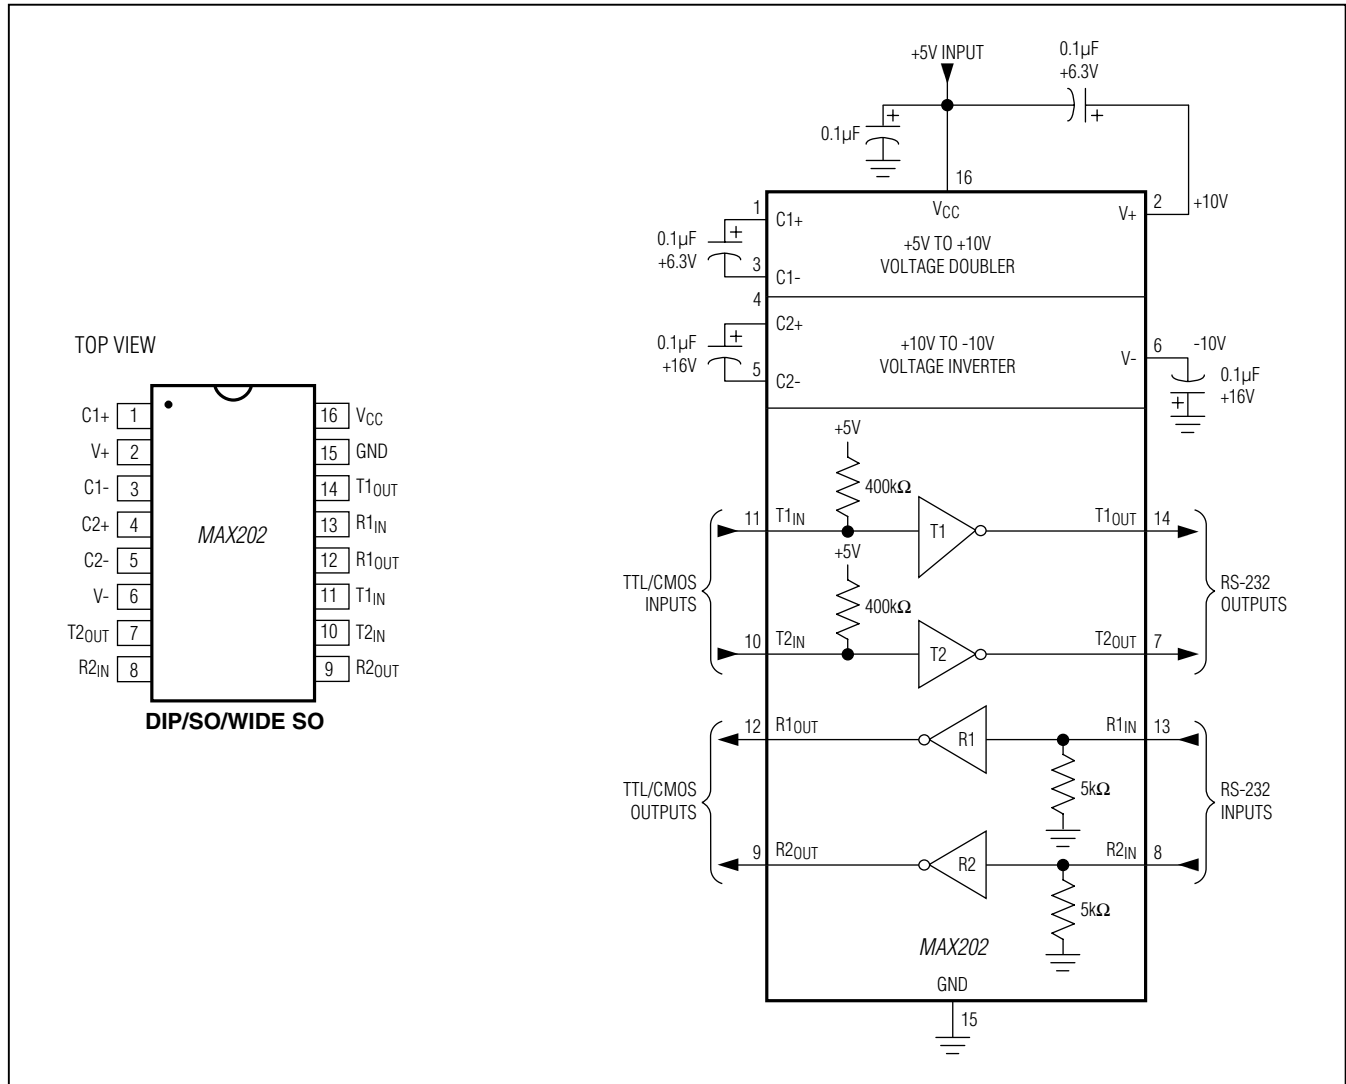 TOP VIEW
C1+ 1
V+ 2
C1- 3
C2+ 4
C2- 5
V- 6
T2OUT 7
R2IN 8
MAX202
16 VCC
15 GND
14 T1OUT
13 R1IN
12 R1OUT
11 T1IN
10 T2IN
9 R2OUT
DIP/SO/WIDE SO
+5V INPUT
0.1µF
+6.3V
+
+
0.1µF
16
VCC
1
C1+
+
0.1µF
+6.3V
3
C1-
+5V TO +10V
VOLTAGE DOUBLER
V+
2
+10V
4
C2+
+
0.1µF
+16V
5
C2-
+10V TO -10V
VOLTAGE INVERTER
V-
6
-10V
0.1µF
+16V
+
+5V
400kΩ
11
T1IN
T1
T1OUT
14
+5V
400kΩ
TTL/CMOS
INPUTS
RS-232
OUTPUTS
10
T2IN
T2
T2OUT
7
12
R1OUT
R1
R1IN
13
5kΩ
TTL/CMOS
OUTPUTS
RS-232
INPUTS
9
R2OUT
R2
R2IN
8
5kΩ
MAX202
GND
15